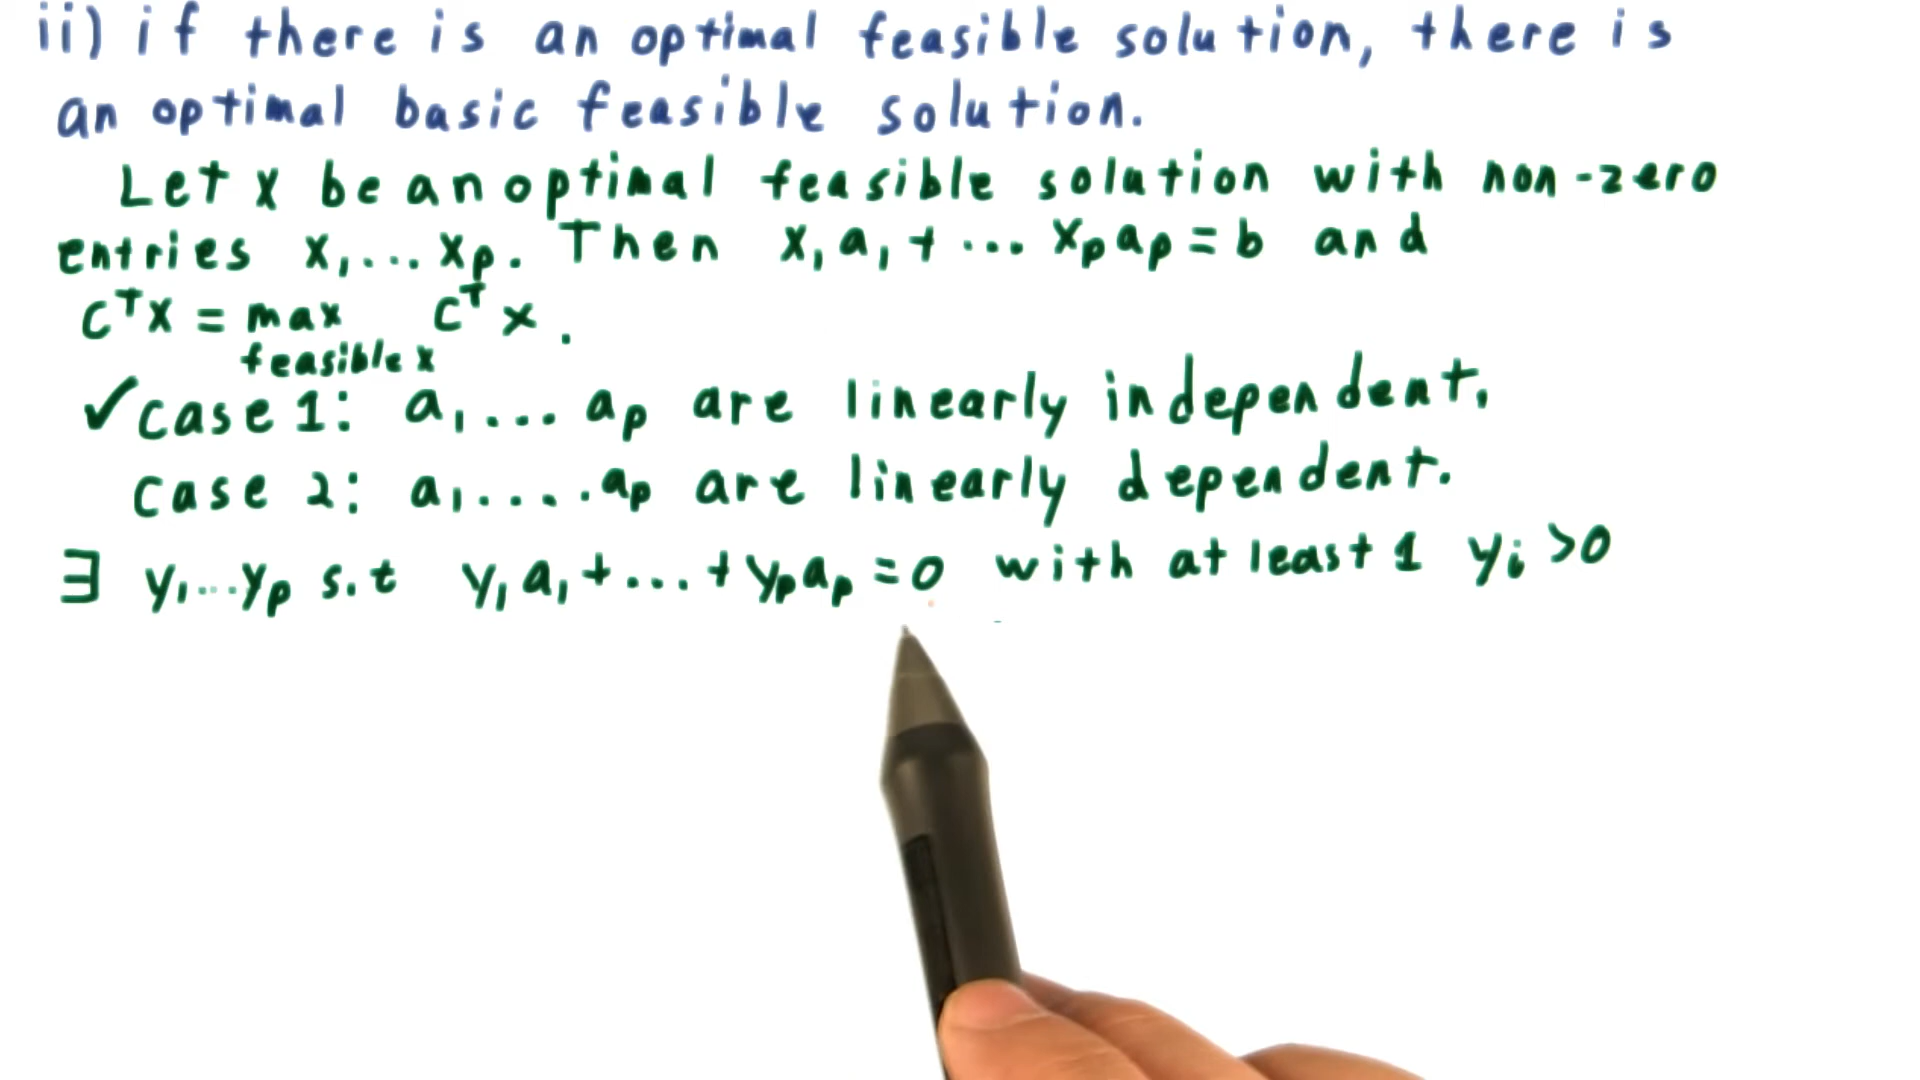 ii) if there is an optimal feasible solution, there is
an optimal basic feasible solution.
Let x be an optimal feasible solution with non-zero
entries x₁,...xₚ. Then x₁a₁+...xₚaₚ=b and
cᵀx = max cᵀx.
feasible x
✓case 1: a₁...aₚ are linearly independent.
case 2: a₁....aₚ are linearly dependent.
∃ y₁...yₚ s.t y₁a₁+...+yₚaₚ=0 with at least 1 yᵢ>0